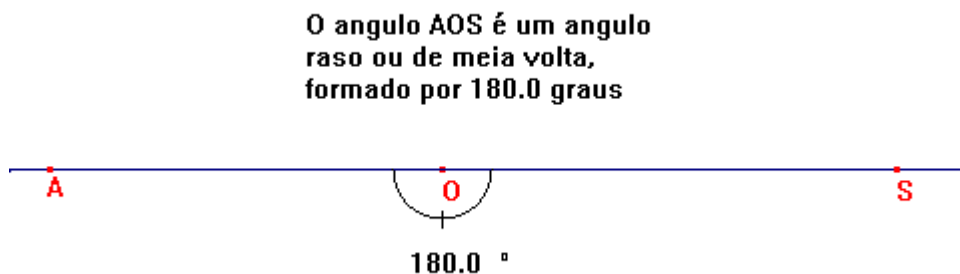 O angulo AOS é um angulo
raso ou de meia volta,
formado por 180.0 graus
A O S
180.0 °